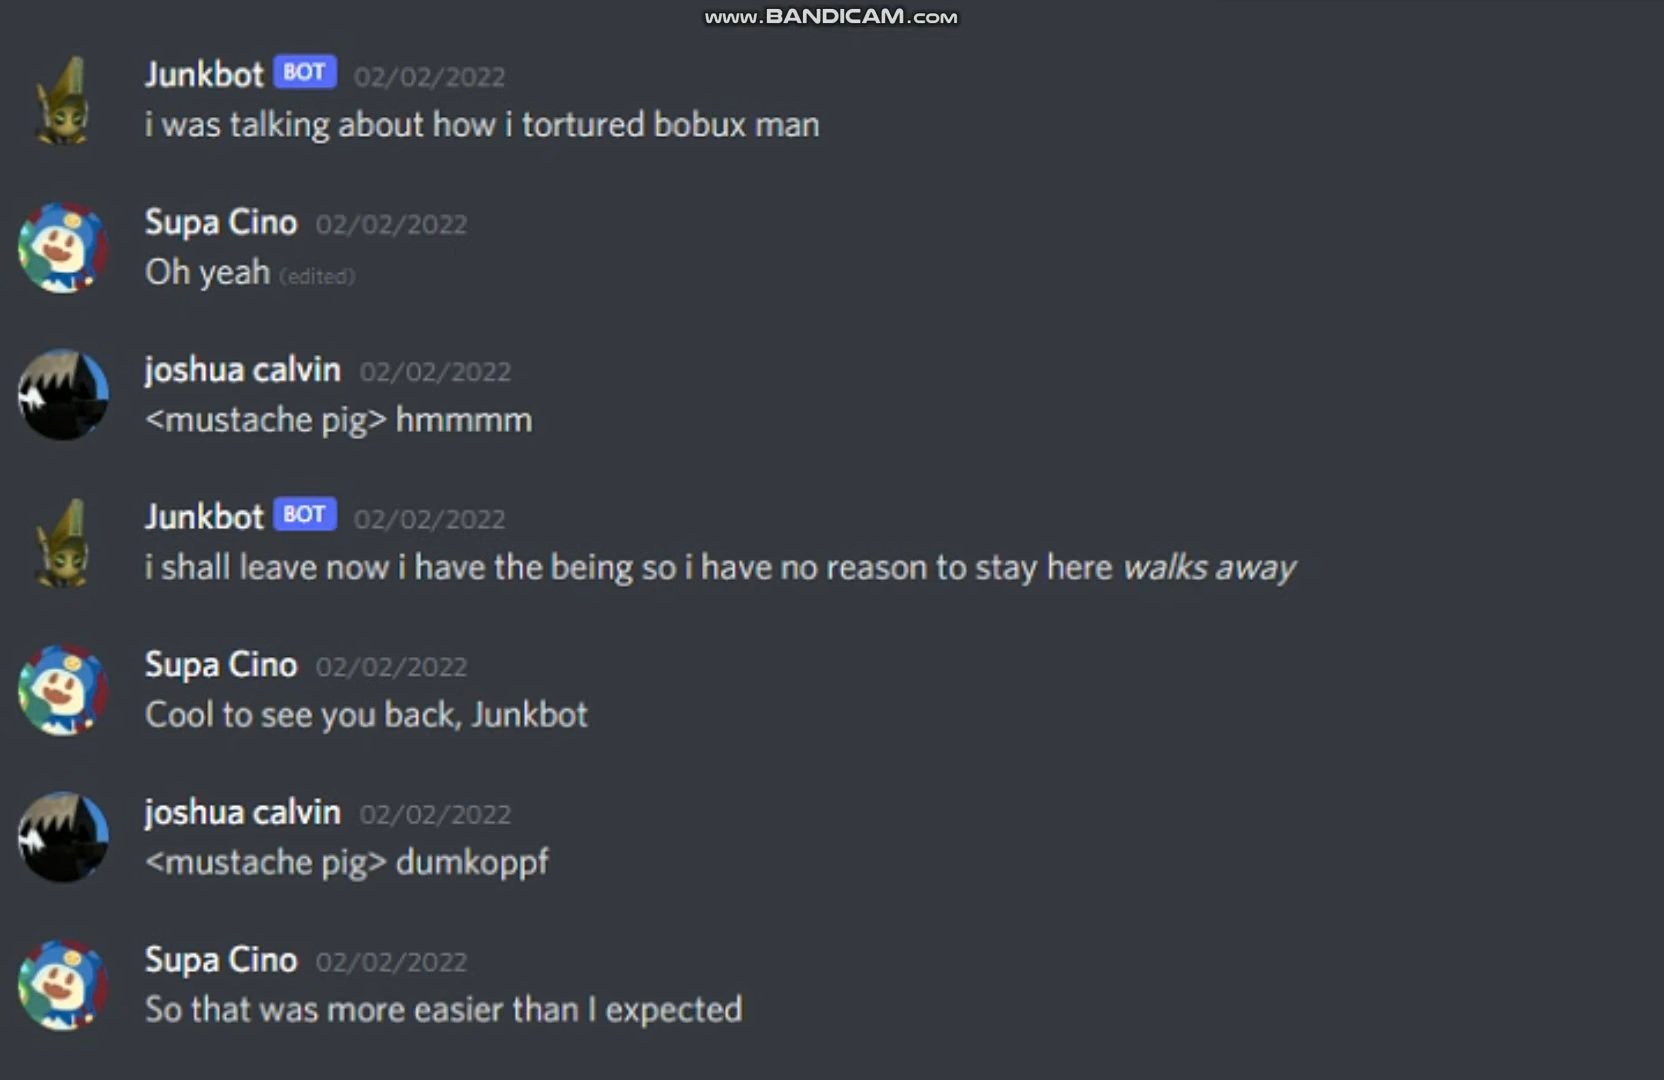 www.BANDICAM.com
Junkbot BOT 02/02/2022
i was talking about how i tortured bobux man
Supa Cino 02/02/2022
Oh yeah (edited)
joshua calvin 02/02/2022
<mustache pig> hmmmm
Junkbot BOT 02/02/2022
i shall leave now i have the being so i have no reason to stay here walks away
Supa Cino 02/02/2022
Cool to see you back, Junkbot
joshua calvin 02/02/2022
<mustache pig> dumkoppf
Supa Cino 02/02/2022
So that was more easier than I expected